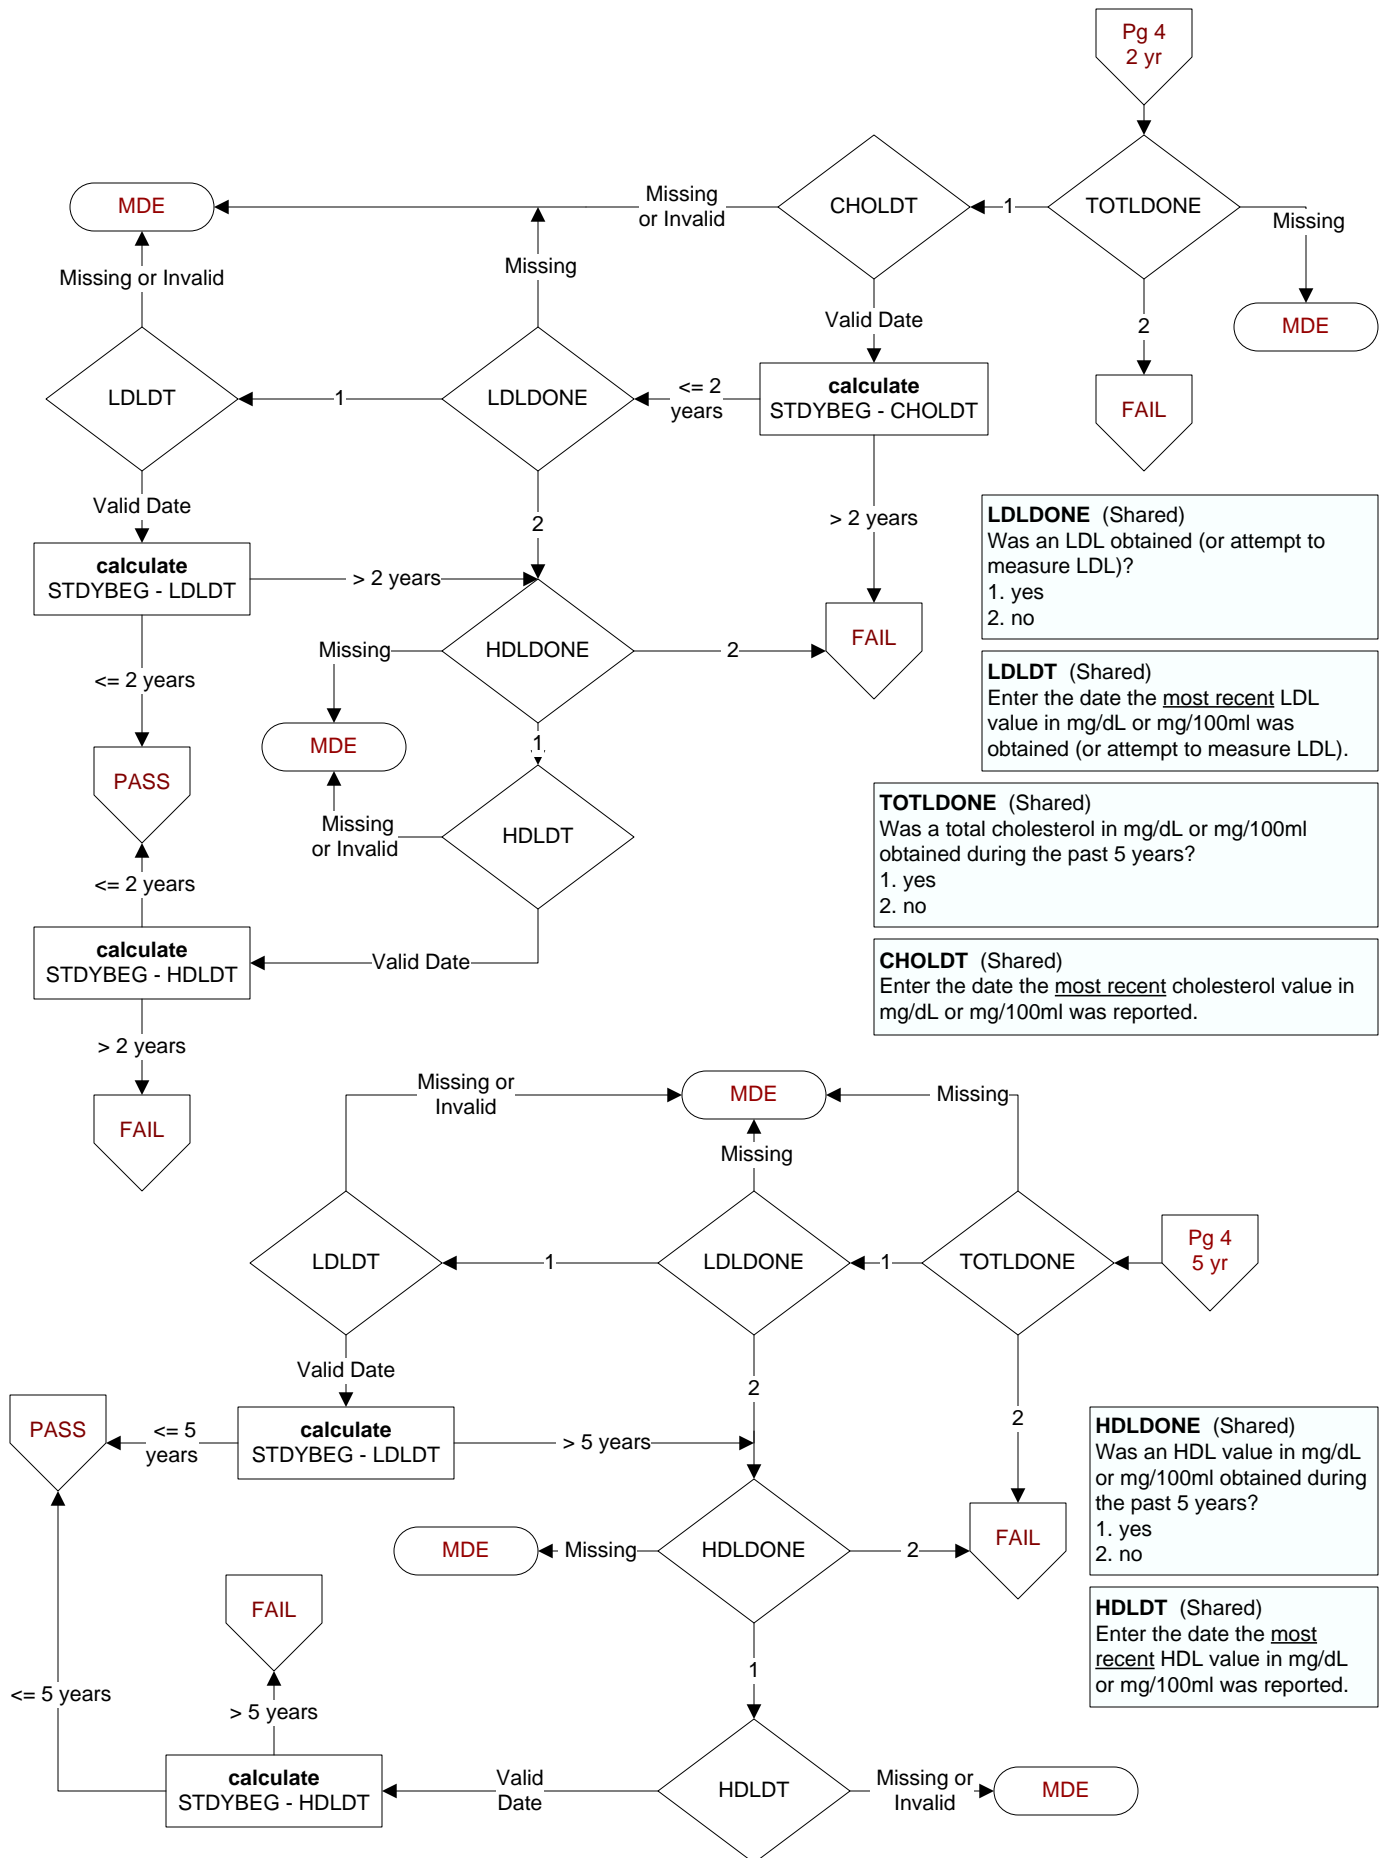 Pg 4
2 yr
MDE
Missing
or Invalid
CHOLDT
1
TOTLDONE
Missing
Missing or Invalid
Missing
Valid Date
2
MDE
LDLDT
1
LDLDONE
<= 2
years
calculate
STDYBEG - CHOLDT
FAIL
Valid Date
2
> 2 years
LDLDONE (Shared)
Was an LDL obtained (or attempt to
measure LDL)?
1. yes
2. no
calculate
STDYBEG - LDLDT
> 2 years
Missing
HDLDONE
2
FAIL
LDLDT (Shared)
Enter the date the most recent LDL
value in mg/dL or mg/100ml was
obtained (or attempt to measure LDL).
<= 2 years
MDE
1
PASS
TOTLDONE (Shared)
Was a total cholesterol in mg/dL or mg/100ml
obtained during the past 5 years?
1. yes
2. no
Missing
or Invalid
HDLDT
<= 2 years
calculate
STDYBEG - HDLDT
Valid Date
CHOLDT (Shared)
Enter the date the most recent cholesterol value in
mg/dL or mg/100ml was reported.
> 2 years
FAIL
Missing or
Invalid
MDE
Missing
Missing
LDLDT
1
LDLDONE
1
TOTLDONE
Pg 4
5 yr
Valid Date
2
2
PASS
<= 5
years
calculate
STDYBEG - LDLDT
> 5 years
HDLDONE (Shared)
Was an HDL value in mg/dL
or mg/100ml obtained during
the past 5 years?
1. yes
2. no
MDE
Missing
HDLDONE
2
FAIL
FAIL
HDLDT (Shared)
Enter the date the most
recent HDL value in mg/dL
or mg/100ml was reported.
1
<= 5 years
> 5 years
calculate
STDYBEG - HDLDT
Valid
Date
HDLDT
Missing or
Invalid
MDE